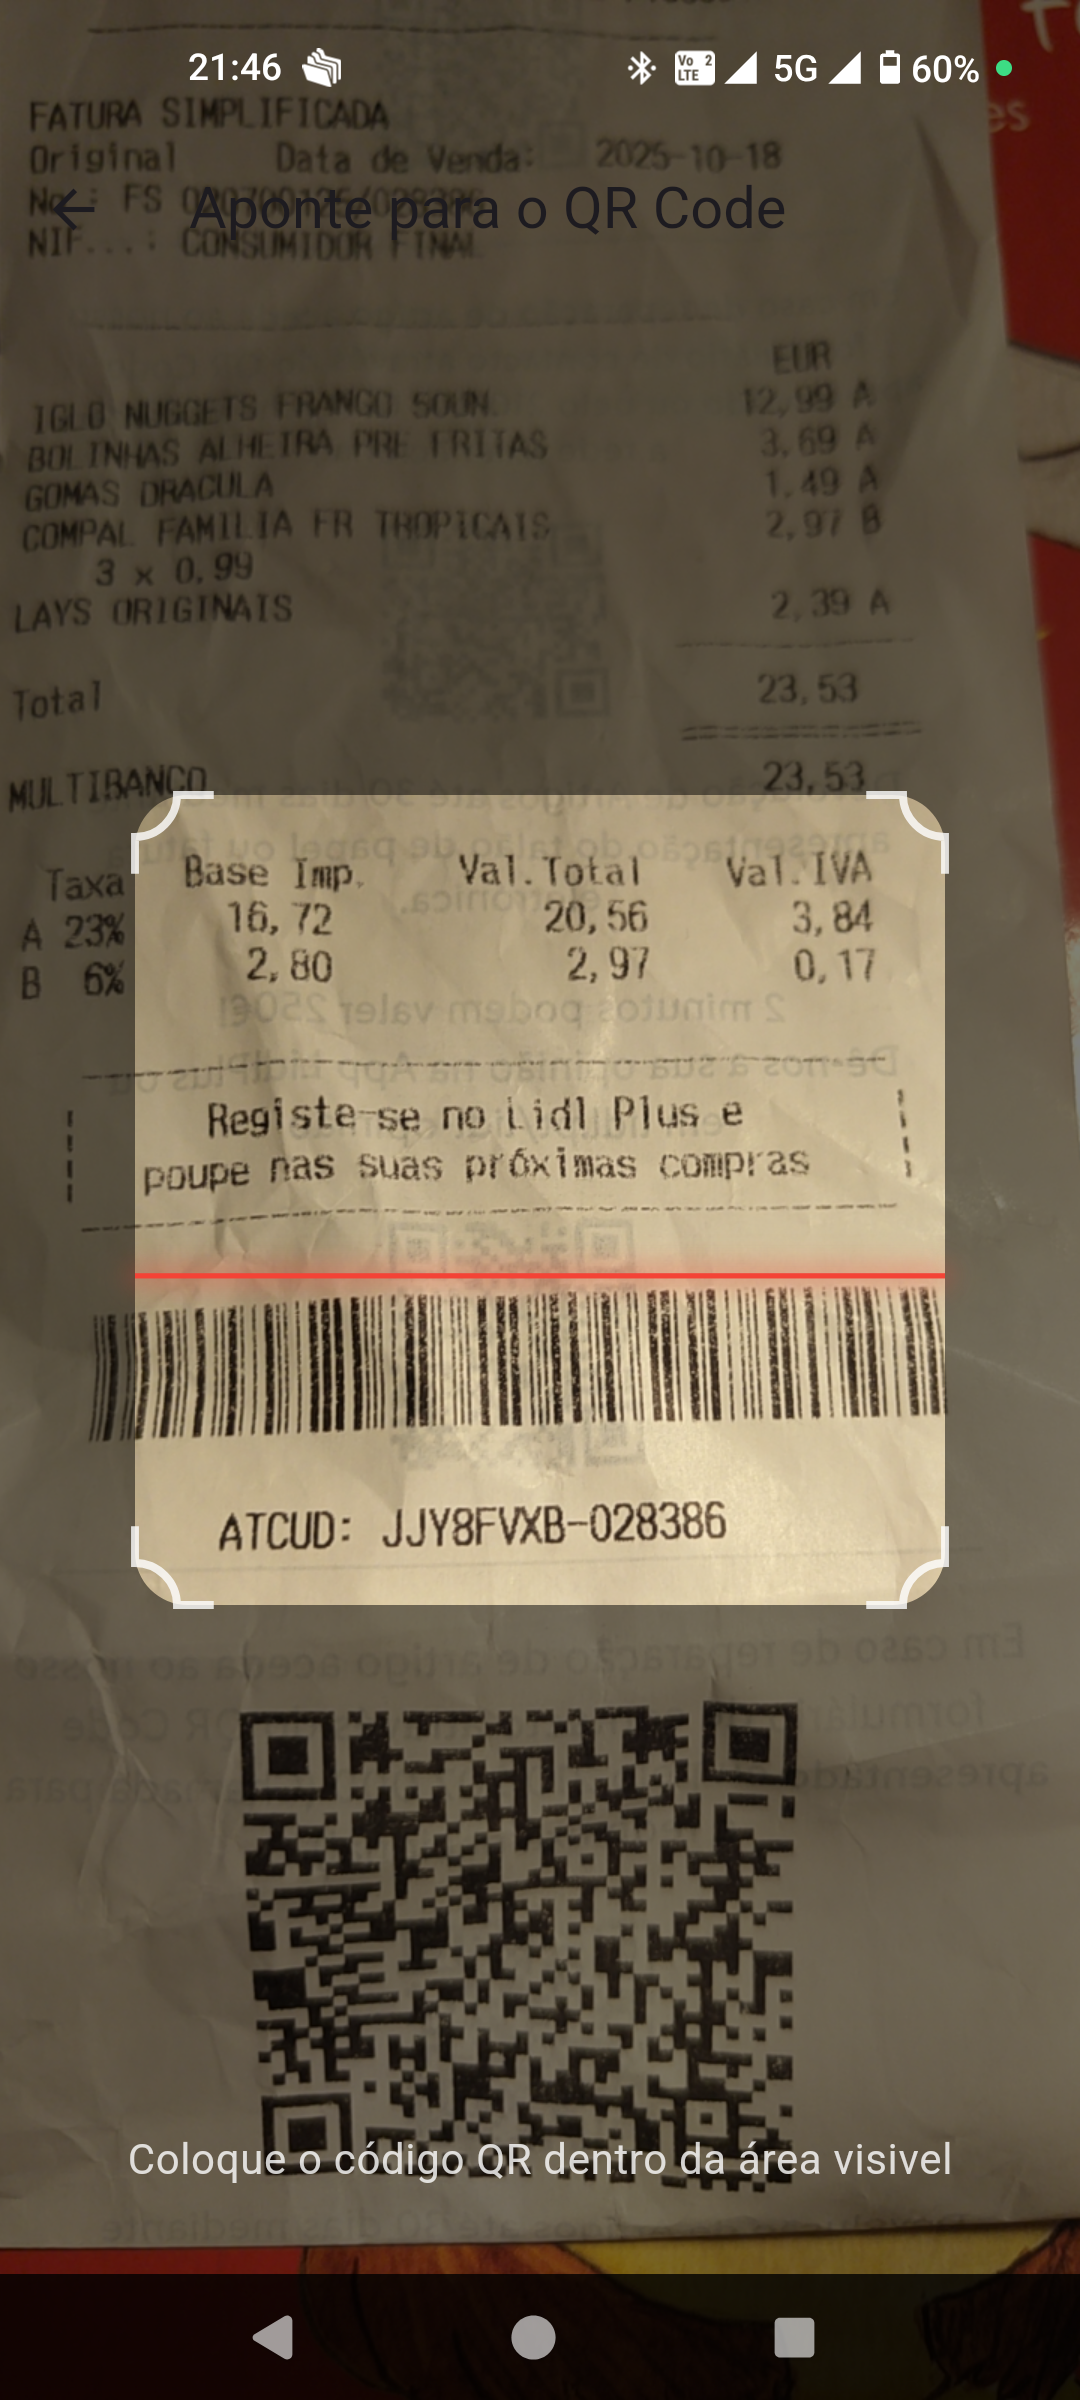 21:46
Vo LTE 2 5G 60%
FATURA SIMPLIFICADA
Original Data de Venda: 2025-10-18
Aponte para o QR Code
No.: FS
NIF...: CONSUMIDOR FINAL
EUR
IGLO NUGGETS FRANGO 50UN 12,99 A
BOLINHAS ALHEIRA PRE FRITAS 3,69 A
GOMAS DRACULA 1,49 A
COMPAL FAMILIA FR TROPICAIS 2,97 B
3 x 0,99
LAYS ORIGINAIS 2,39 A
Total 23,53
MULTIBANCO 23,53
Taxa Base Imp. Val.Total Val.IVA
A 23% 16,72 20,56 3,84
B 6% 2,80 2,97 0,17
Registe-se no Lidl Plus e
poupe nas suas próximas compras
ATCUD: JJY8FVXB-028386
Coloque o código QR dentro da área visivel